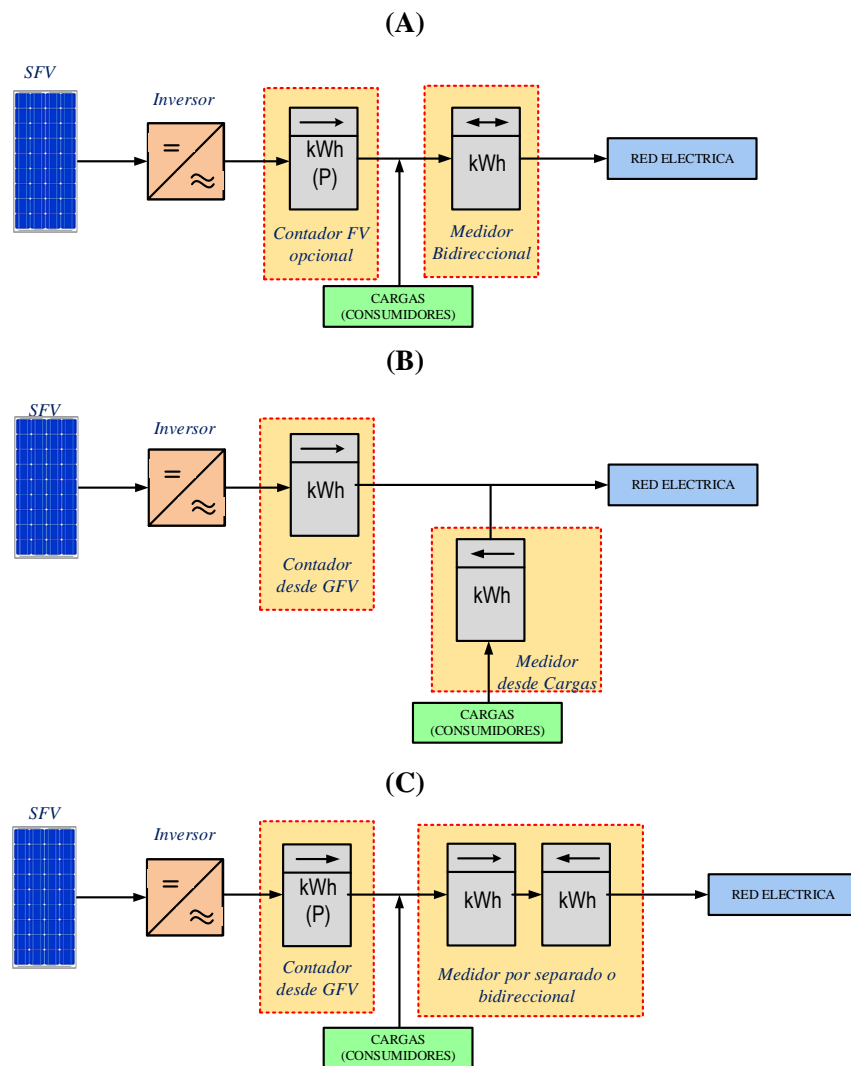 (A)
SFV
Inversor
kWh
(P)
Contador FV
opcional
kWh
Medidor
Bidireccional
RED ELECTRICA
CARGAS
(CONSUMIDORES)
(B)
SFV
Inversor
kWh
Contador
desde GFV
RED ELECTRICA
kWh
Medidor
desde Cargas
CARGAS
(CONSUMIDORES)
(C)
SFV
Inversor
kWh
(P)
Contador
desde GFV
kWh
kWh
Medidor por separado o
bidireccional
RED ELECTRICA
CARGAS
(CONSUMIDORES)